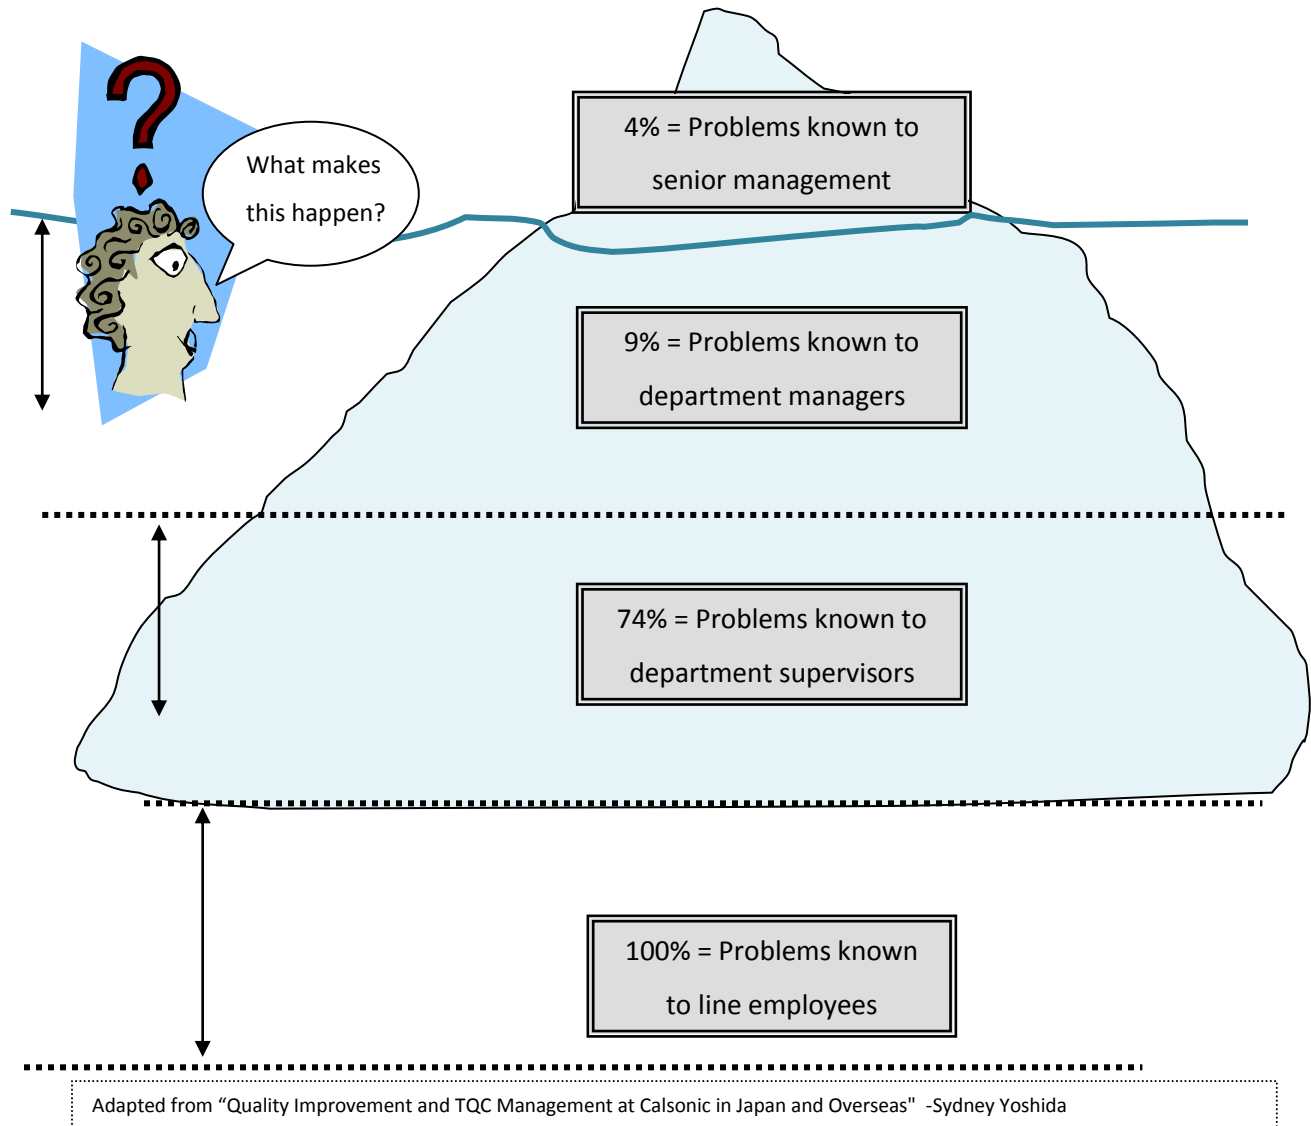 4% = Problems known to
senior management
What makes
this happen?
9% = Problems known to
department managers
74% = Problems known to
department supervisors
100% = Problems known
to line employees
Adapted from “Quality Improvement and TQC Management at Calsonic in Japan and Overseas" -Sydney Yoshida